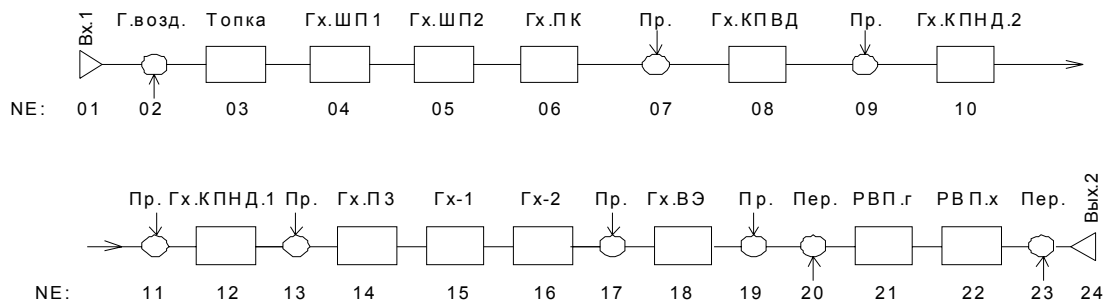 Вх.1 Г.возд. Топка Гх.ШП1 Гх.ШП2 Гх.ПК Пр. Гх.КПВД Пр. Гх.КПНД.2
NE: 01 02 03 04 05 06 07 08 09 10
Пр. Гх.КПНД.1 Пр. Гх.ПЗ Гх-1 Гх-2 Пр. Гх.ВЭ Пр. Пер. РВП.г РВП.х Пер. Вых.2
NE: 11 12 13 14 15 16 17 18 19 20 21 22 23 24